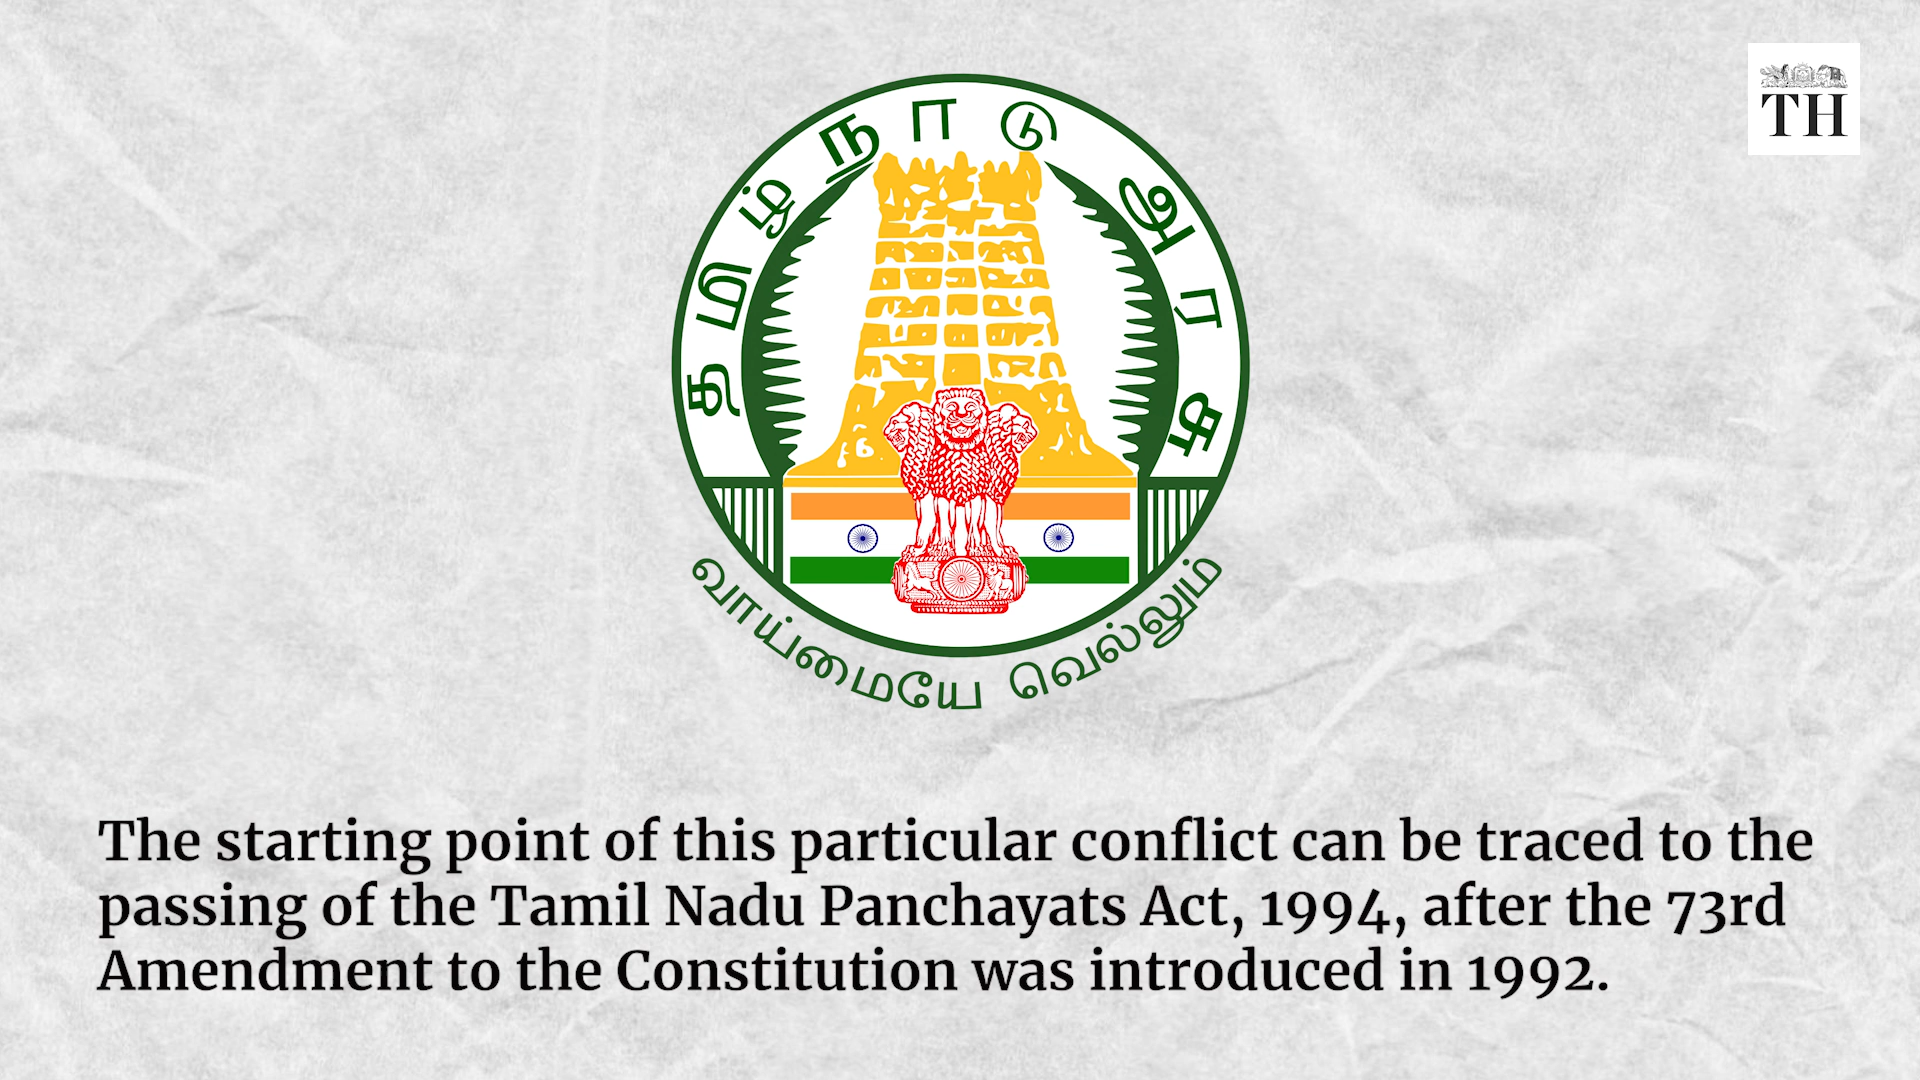 தமிழ்நாடு அரசு
TH
வாய்மையே வெல்லும்
The starting point of this particular conflict can be traced to the
passing of the Tamil Nadu Panchayats Act, 1994, after the 73rd
Amendment to the Constitution was introduced in 1992.